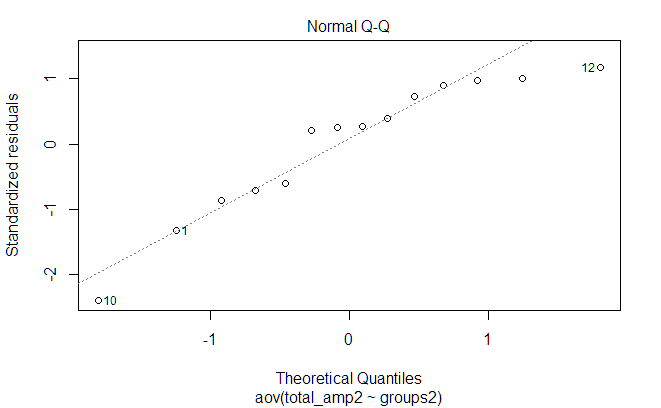 Normal Q-Q
Standardized residuals
1
0
-1
-2
12
1
10
-1
0
1
Theoretical Quantiles
aov(total_amp2 ~ groups2)